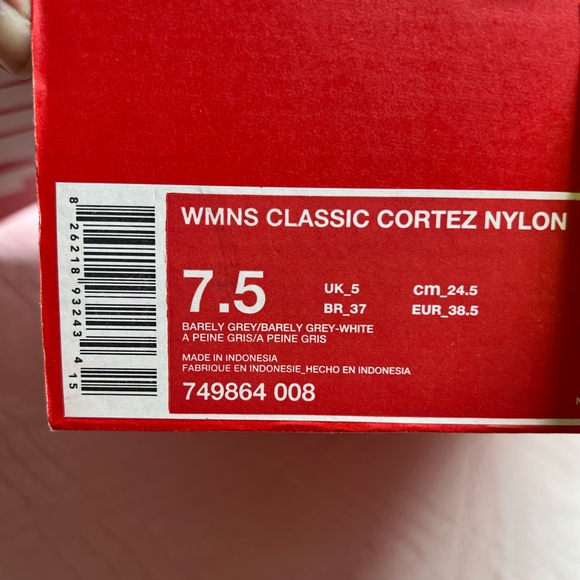 WMNS CLASSIC CORTEZ NYLON
7.5
UK_5
cm_24.5
BR_37
EUR_38.5
BARELY GREY/BARELY GREY-WHITE
A PEINE GRIS/A PEINE GRIS
MADE IN INDONESIA
FABRIQUE EN INDONESIE_HECHO EN INDONESIA
749864 008
8 26218 93243 4 15